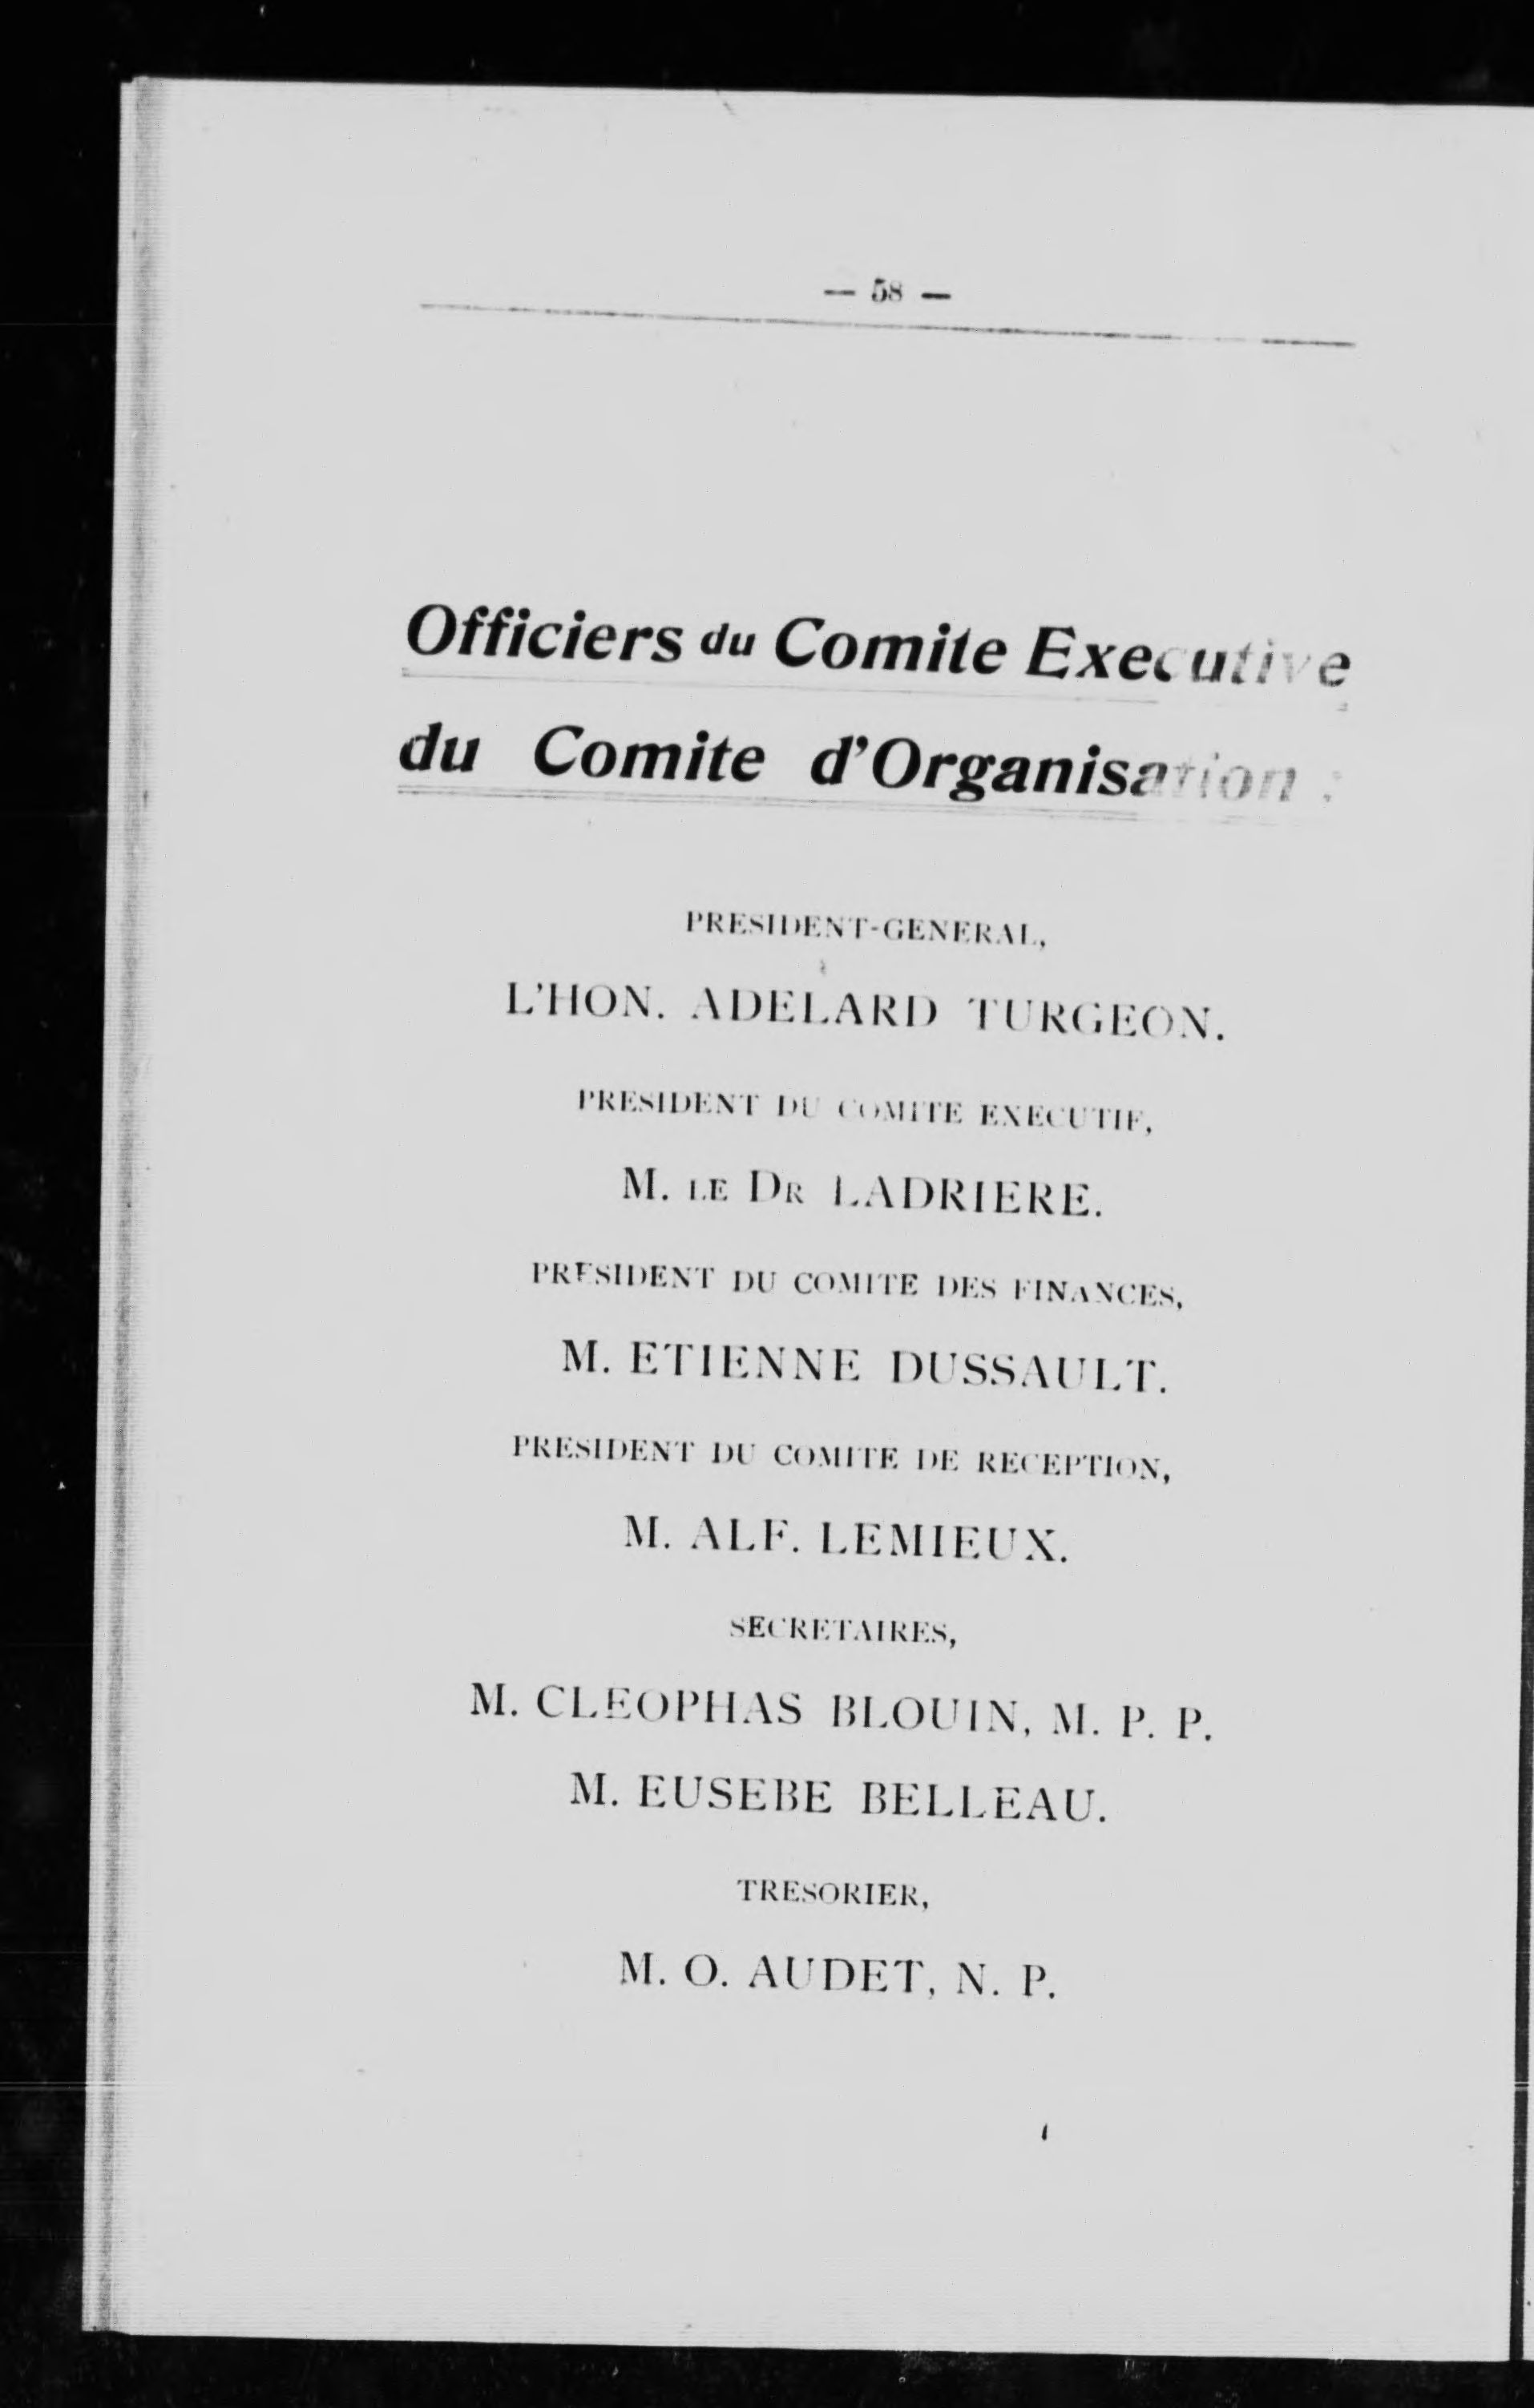 — 58 —
Officiers du Comite Executive
du Comite d'Organisation :
PRESIDENT-GENERAL,
L'HON. ADELARD TURGEON.
PRESIDENT DU COMITE EXECUTIF,
M. LE DR LADRIERE.
PRESIDENT DU COMITE DES FINANCES,
M. ETIENNE DUSSAULT.
PRESIDENT DU COMITE DE RECEPTION,
M. ALF. LEMIEUX.
SECRETAIRES,
M. CLEOPHAS BLOUIN, M. P. P.
M. EUSEBE BELLEAU.
TRESORIER,
M. O. AUDET, N. P.